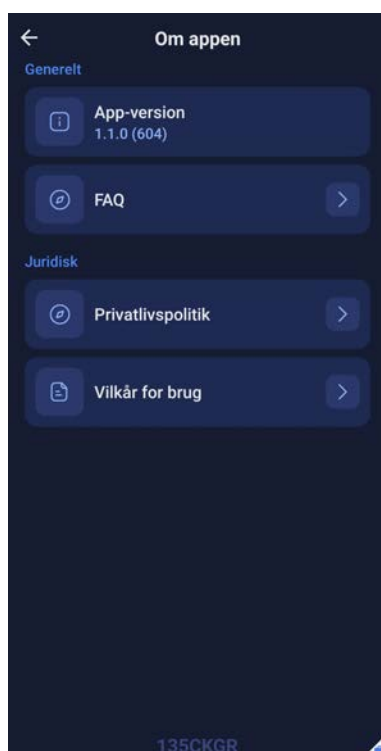 Om appen
Generelt
App-version
1.1.0 (604)
FAQ
Juridisk
Privatlivspolitik
Vilkår for brug
135CKGR